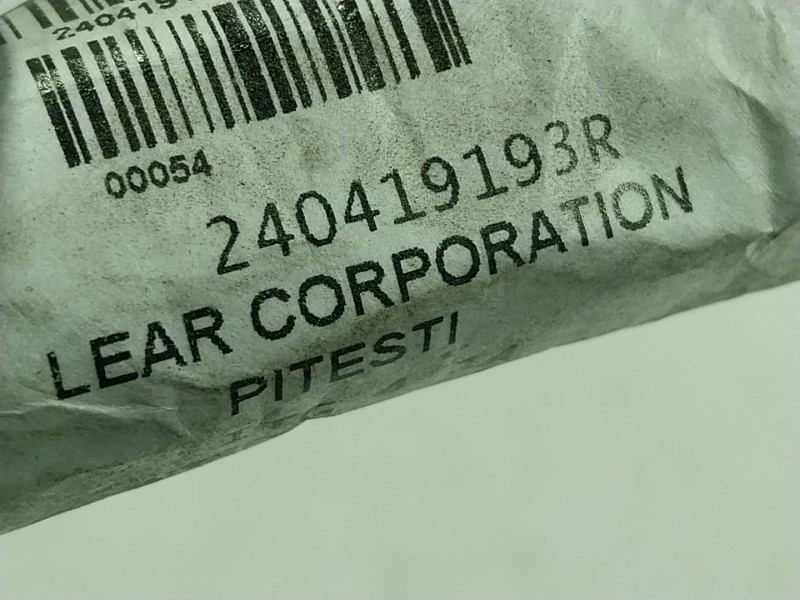 00054
240419193R
LEAR CORPORATION
PITESTI